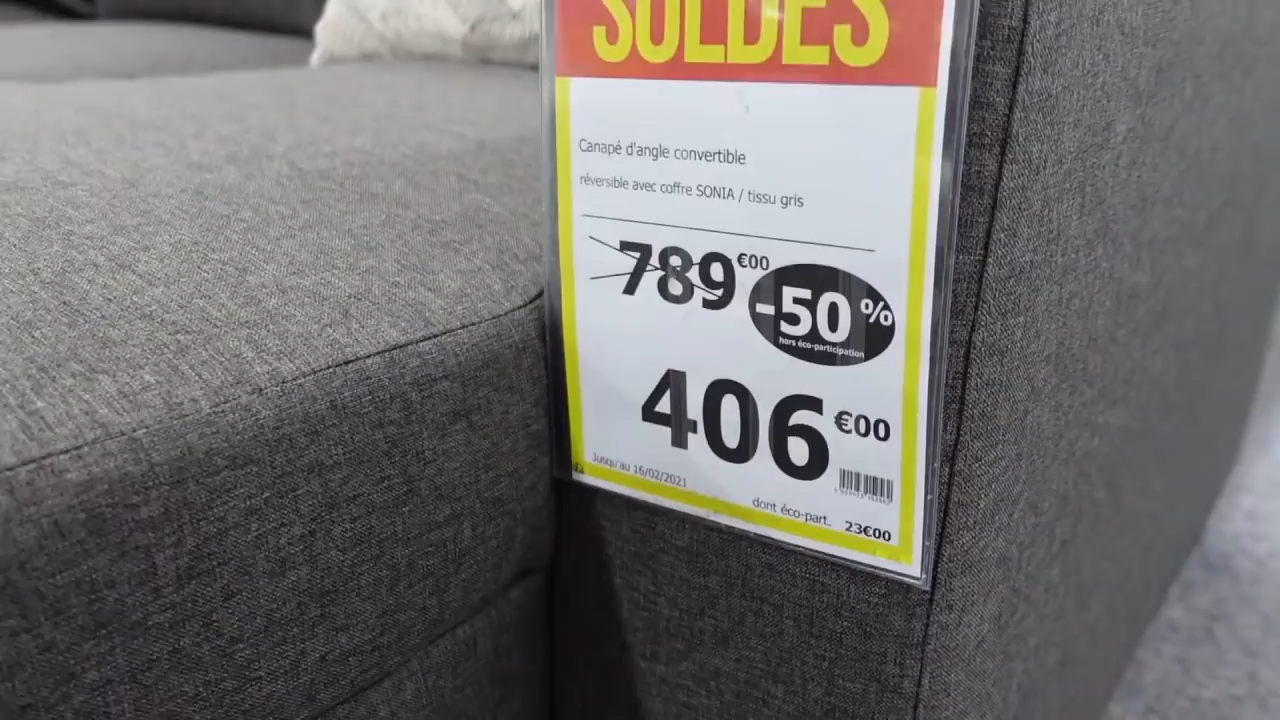 SOLDES
Canapé d'angle convertible
réversible avec coffre SONIA / tissu gris
789€00
-50%
hors éco-participation
406€00
Jusqu'au 16/02/2021
dont éco-part. 23€00